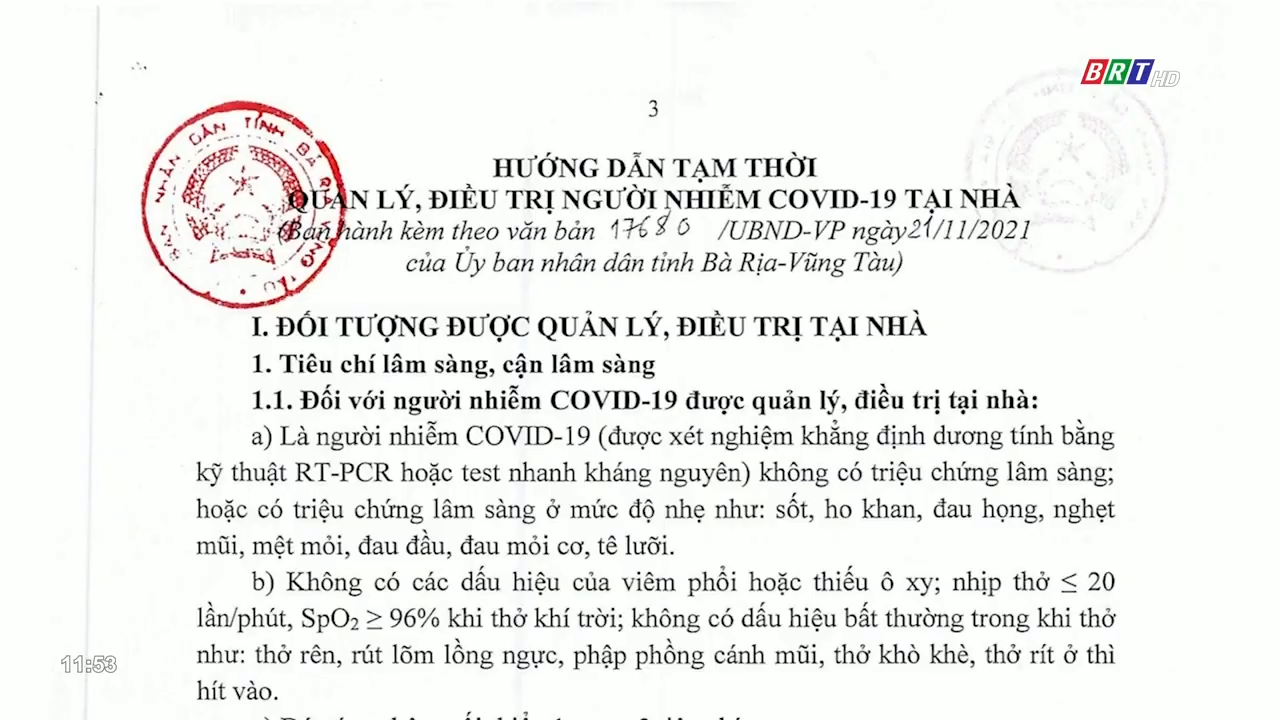 BRT HD
3
HƯỚNG DẪN TẠM THỜI
QUẢN LÝ, ĐIỀU TRỊ NGƯỜI NHIỄM COVID-19 TẠI NHÀ
(Ban hành kèm theo văn bản 17680 /UBND-VP ngày 21/11/2021
của Ủy ban nhân dân tỉnh Bà Rịa-Vũng Tàu)
I. ĐỐI TƯỢNG ĐƯỢC QUẢN LÝ, ĐIỀU TRỊ TẠI NHÀ
1. Tiêu chí lâm sàng, cận lâm sàng
1.1. Đối với người nhiễm COVID-19 được quản lý, điều trị tại nhà:
a) Là người nhiễm COVID-19 (được xét nghiệm khẳng định dương tính bằng
kỹ thuật RT-PCR hoặc test nhanh kháng nguyên) không có triệu chứng lâm sàng;
hoặc có triệu chứng lâm sàng ở mức độ nhẹ như: sốt, ho khan, đau họng, nghẹt
mũi, mệt mỏi, đau đầu, đau mỏi cơ, tê lưỡi.
b) Không có các dấu hiệu của viêm phổi hoặc thiếu ô xy; nhịp thở ≤ 20
lần/phút, SpO₂ ≥ 96% khi thở khí trời; không có dấu hiệu bất thường trong khi thở
như: thở rên, rút lõm lồng ngực, phập phồng cánh mũi, thở khò khè, thở rít ở thì
hít vào.
11:53